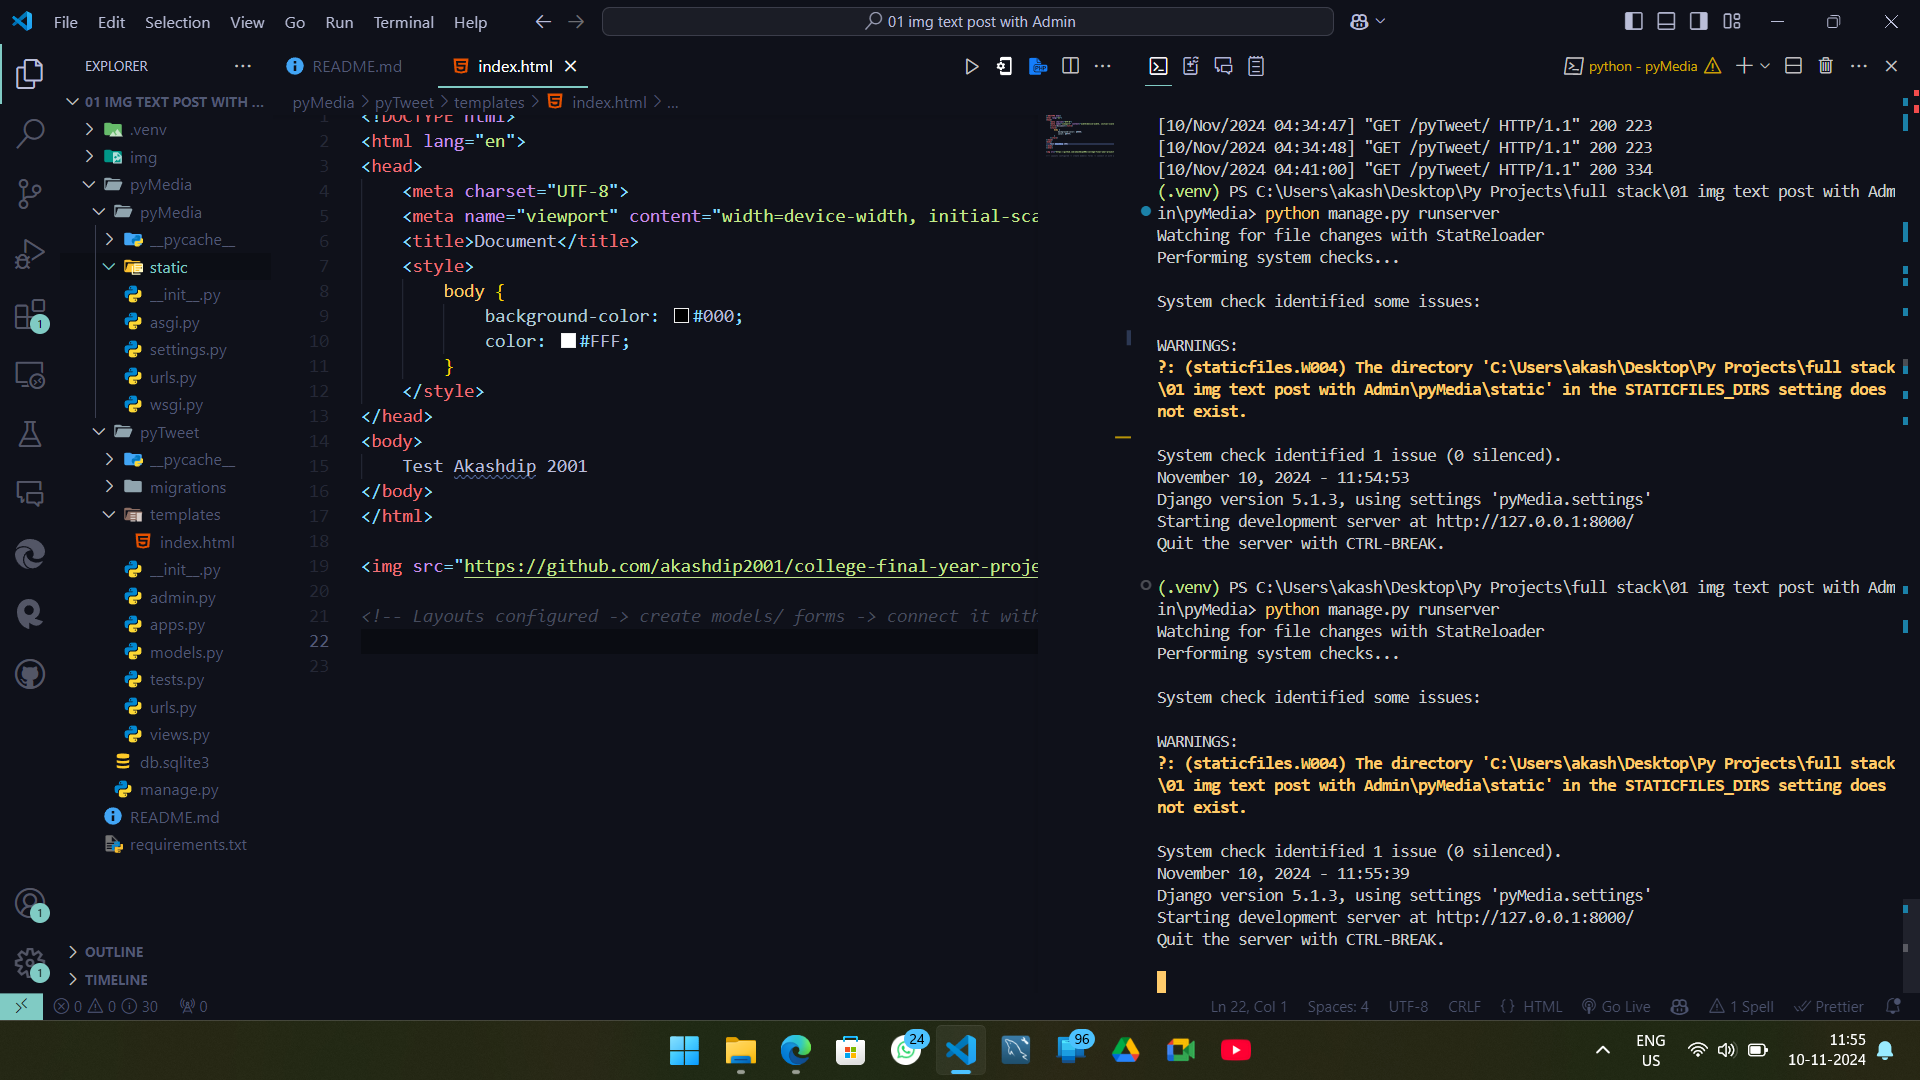 File Edit Selection View Go Run Terminal Help
01 img text post with Admin
EXPLORER
01 IMG TEXT POST WITH ...
.venv
img
pyMedia
pyMedia
__pycache__
static
__init__.py
asgi.py
settings.py
urls.py
wsgi.py
pyTweet
__pycache__
migrations
templates
index.html
__init__.py
admin.py
apps.py
models.py
tests.py
urls.py
views.py
db.sqlite3
manage.py
README.md
requirements.txt
OUTLINE
TIMELINE
1
1
1
README.md
index.html
pyMedia > pyTweet > templates > index.html > ...
1 <!DOCTYPE html>
2 <html lang="en">
3 <head>
4 <meta charset="UTF-8">
5 <meta name="viewport" content="width=device-width, initial-sca
6 <title>Document</title>
7 <style>
8 body {
9 background-color: #000;
10 color: #FFF;
11 }
12 </style>
13 </head>
14 <body>
15 Test Akashdip 2001
16 </body>
17 </html>
18
19 <img src="https://github.com/akashdip2001/college-final-year-proje
20
21 <!-- Layouts configured -> create models/ forms -> connect it with
22
23
python - pyMedia
[10/Nov/2024 04:34:47] "GET /pyTweet/ HTTP/1.1" 200 223
[10/Nov/2024 04:34:48] "GET /pyTweet/ HTTP/1.1" 200 223
[10/Nov/2024 04:41:00] "GET /pyTweet/ HTTP/1.1" 200 334
(.venv) PS C:\Users\akash\Desktop\Py Projects\full stack\01 img text post with Adm
in\pyMedia> python manage.py runserver
Watching for file changes with StatReloader
Performing system checks...
System check identified some issues:
WARNINGS:
?: (staticfiles.W004) The directory 'C:\Users\akash\Desktop\Py Projects\full stack
\01 img text post with Admin\pyMedia\static' in the STATICFILES_DIRS setting does
not exist.
System check identified 1 issue (0 silenced).
November 10, 2024 - 11:54:53
Django version 5.1.3, using settings 'pyMedia.settings'
Starting development server at http://127.0.0.1:8000/
Quit the server with CTRL-BREAK.
(.venv) PS C:\Users\akash\Desktop\Py Projects\full stack\01 img text post with Adm
in\pyMedia> python manage.py runserver
Watching for file changes with StatReloader
Performing system checks...
System check identified some issues:
WARNINGS:
?: (staticfiles.W004) The directory 'C:\Users\akash\Desktop\Py Projects\full stack
\01 img text post with Admin\pyMedia\static' in the STATICFILES_DIRS setting does
not exist.
System check identified 1 issue (0 silenced).
November 10, 2024 - 11:55:39
Django version 5.1.3, using settings 'pyMedia.settings'
Starting development server at http://127.0.0.1:8000/
Quit the server with CTRL-BREAK.
0 0 30 0
Ln 22, Col 1 Spaces: 4 UTF-8 CRLF {} HTML Go Live 1 Spell Prettier
24
96
ENG
US
11:55
10-11-2024